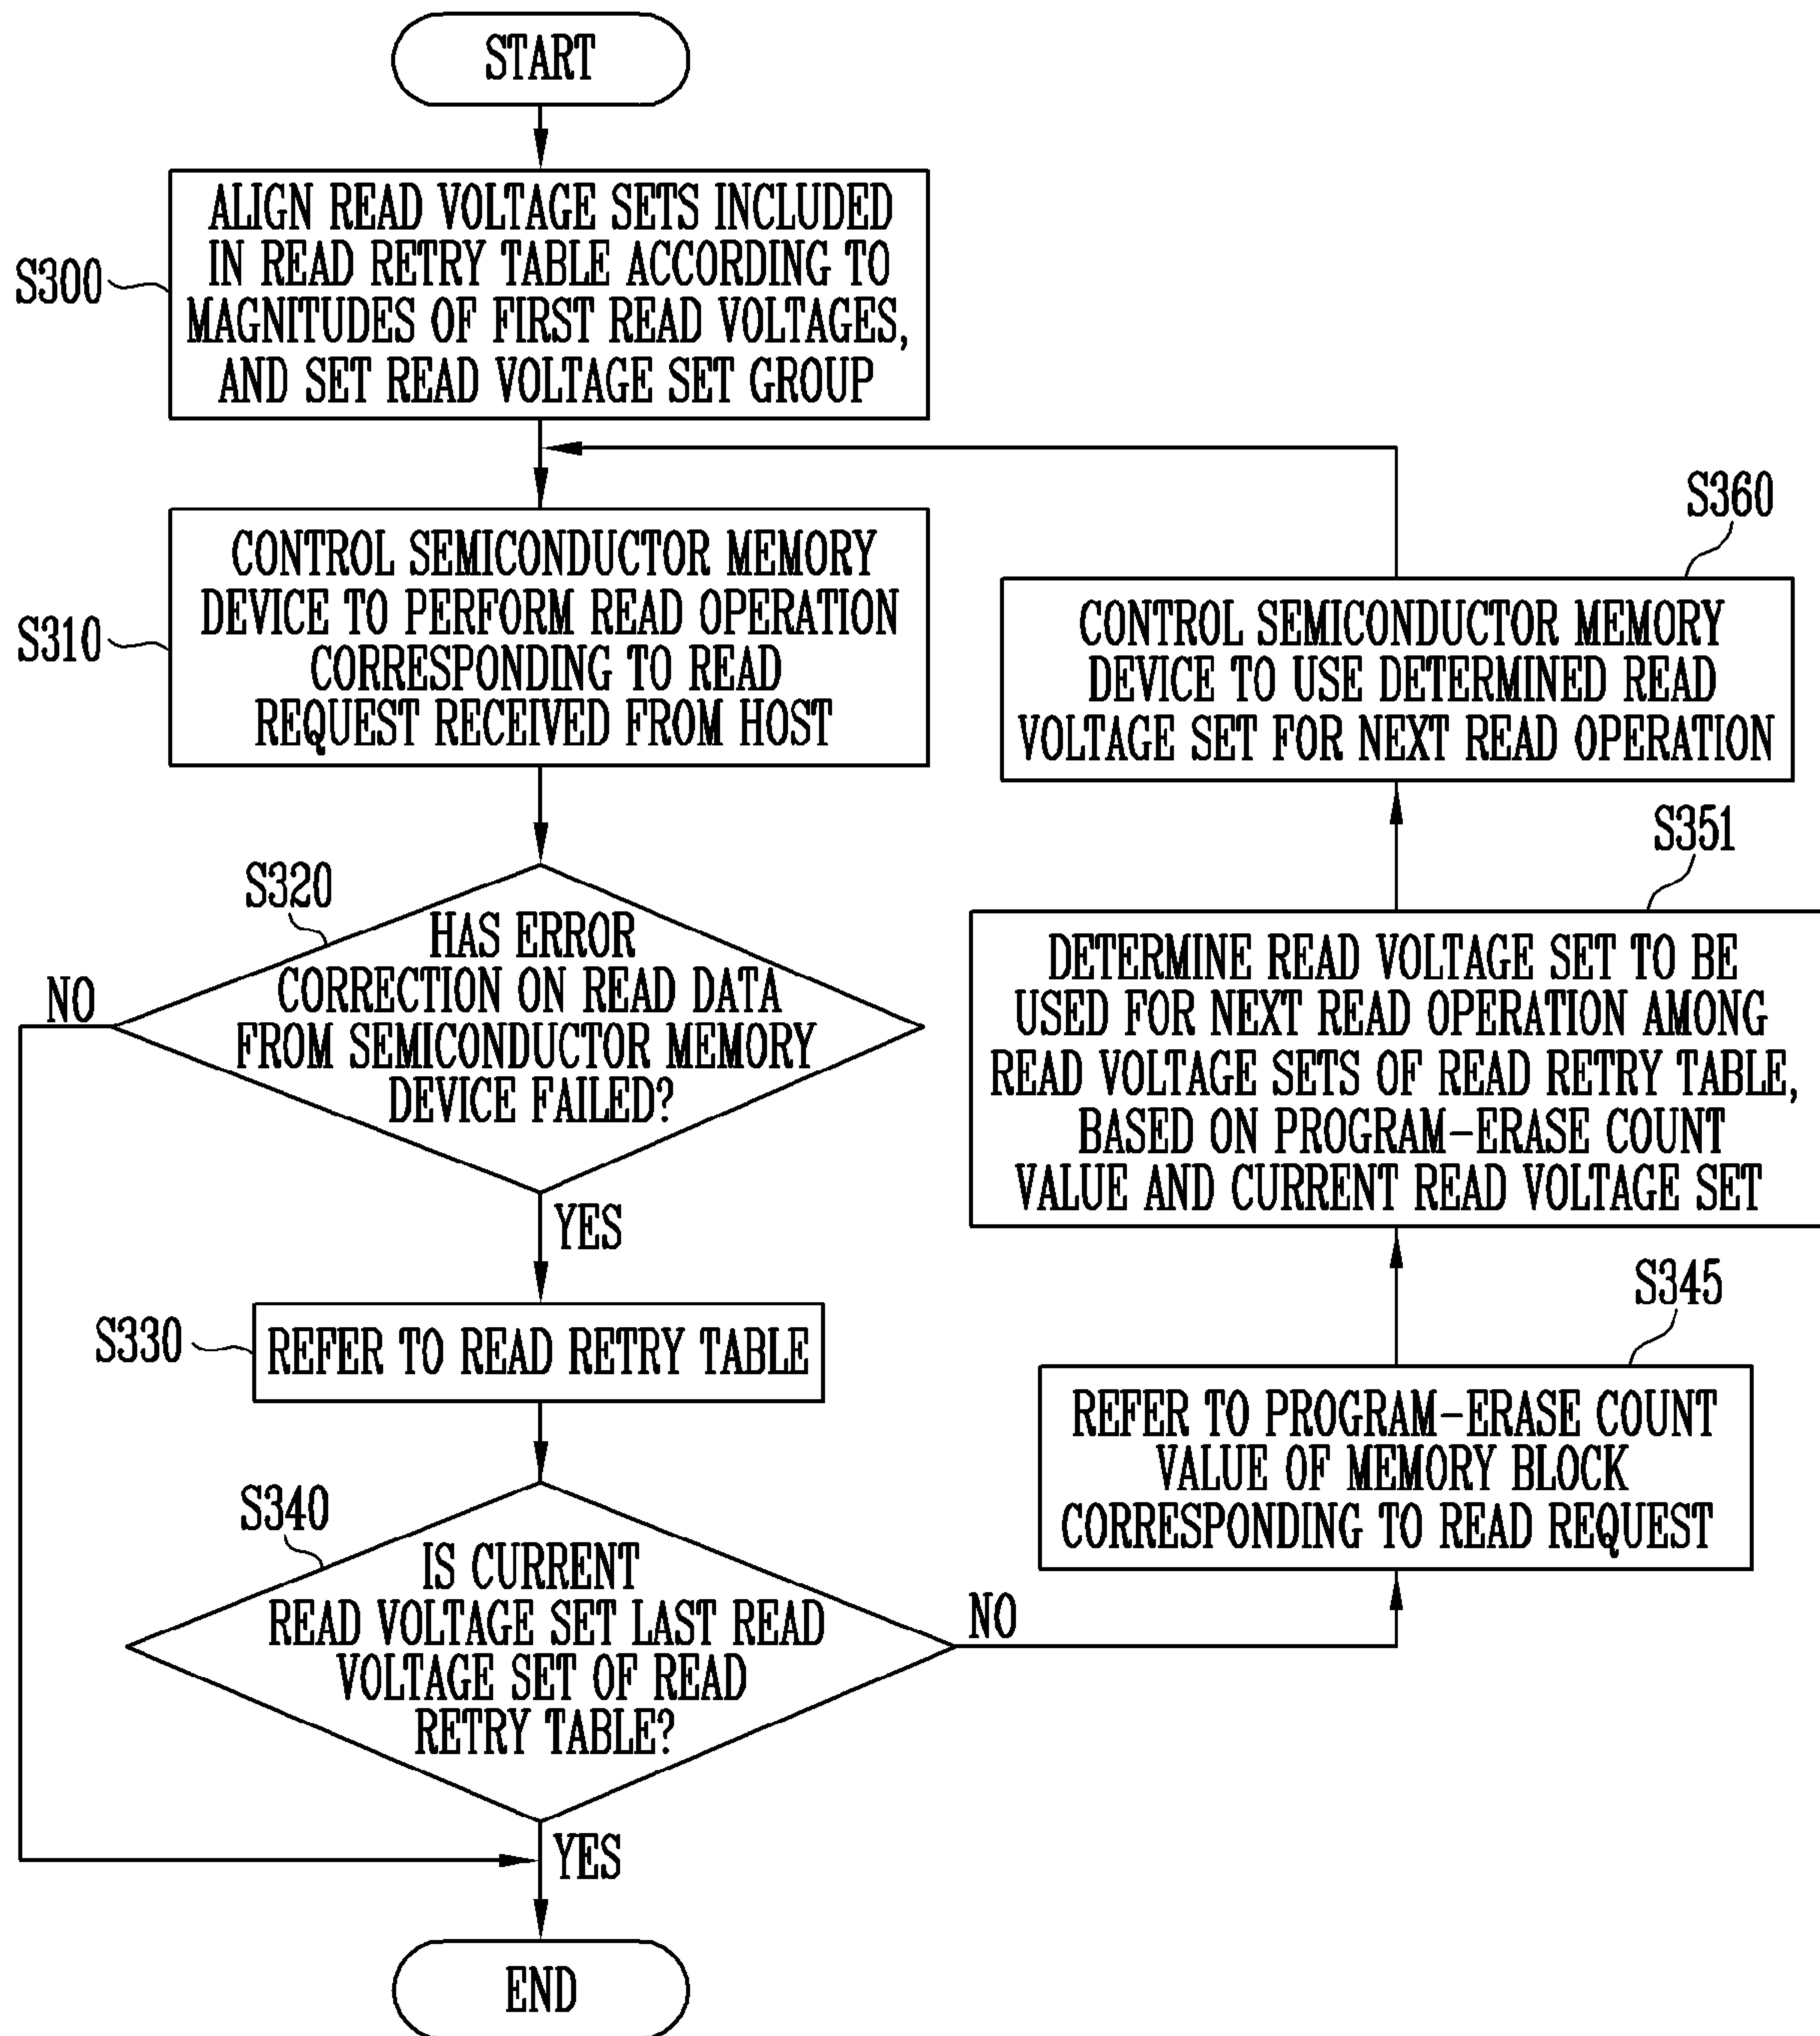 START
S300
ALIGN READ VOLTAGE SETS INCLUDED
IN READ RETRY TABLE ACCORDING TO
MAGNITUDES OF FIRST READ VOLTAGES,
AND SET READ VOLTAGE SET GROUP
S310
CONTROL SEMICONDUCTOR MEMORY
DEVICE TO PERFORM READ OPERATION
CORRESPONDING TO READ
REQUEST RECEIVED FROM HOST
S320
HAS ERROR
CORRECTION ON READ DATA
FROM SEMICONDUCTOR MEMORY
DEVICE FAILED?
NO
YES
S330
REFER TO READ RETRY TABLE
S340
IS CURRENT
READ VOLTAGE SET LAST READ
VOLTAGE SET OF READ
RETRY TABLE?
NO
YES
S345
REFER TO PROGRAM-ERASE COUNT
VALUE OF MEMORY BLOCK
CORRESPONDING TO READ REQUEST
S351
DETERMINE READ VOLTAGE SET TO BE
USED FOR NEXT READ OPERATION AMONG
READ VOLTAGE SETS OF READ RETRY TABLE,
BASED ON PROGRAM-ERASE COUNT
VALUE AND CURRENT READ VOLTAGE SET
S360
CONTROL SEMICONDUCTOR MEMORY
DEVICE TO USE DETERMINED READ
VOLTAGE SET FOR NEXT READ OPERATION
END